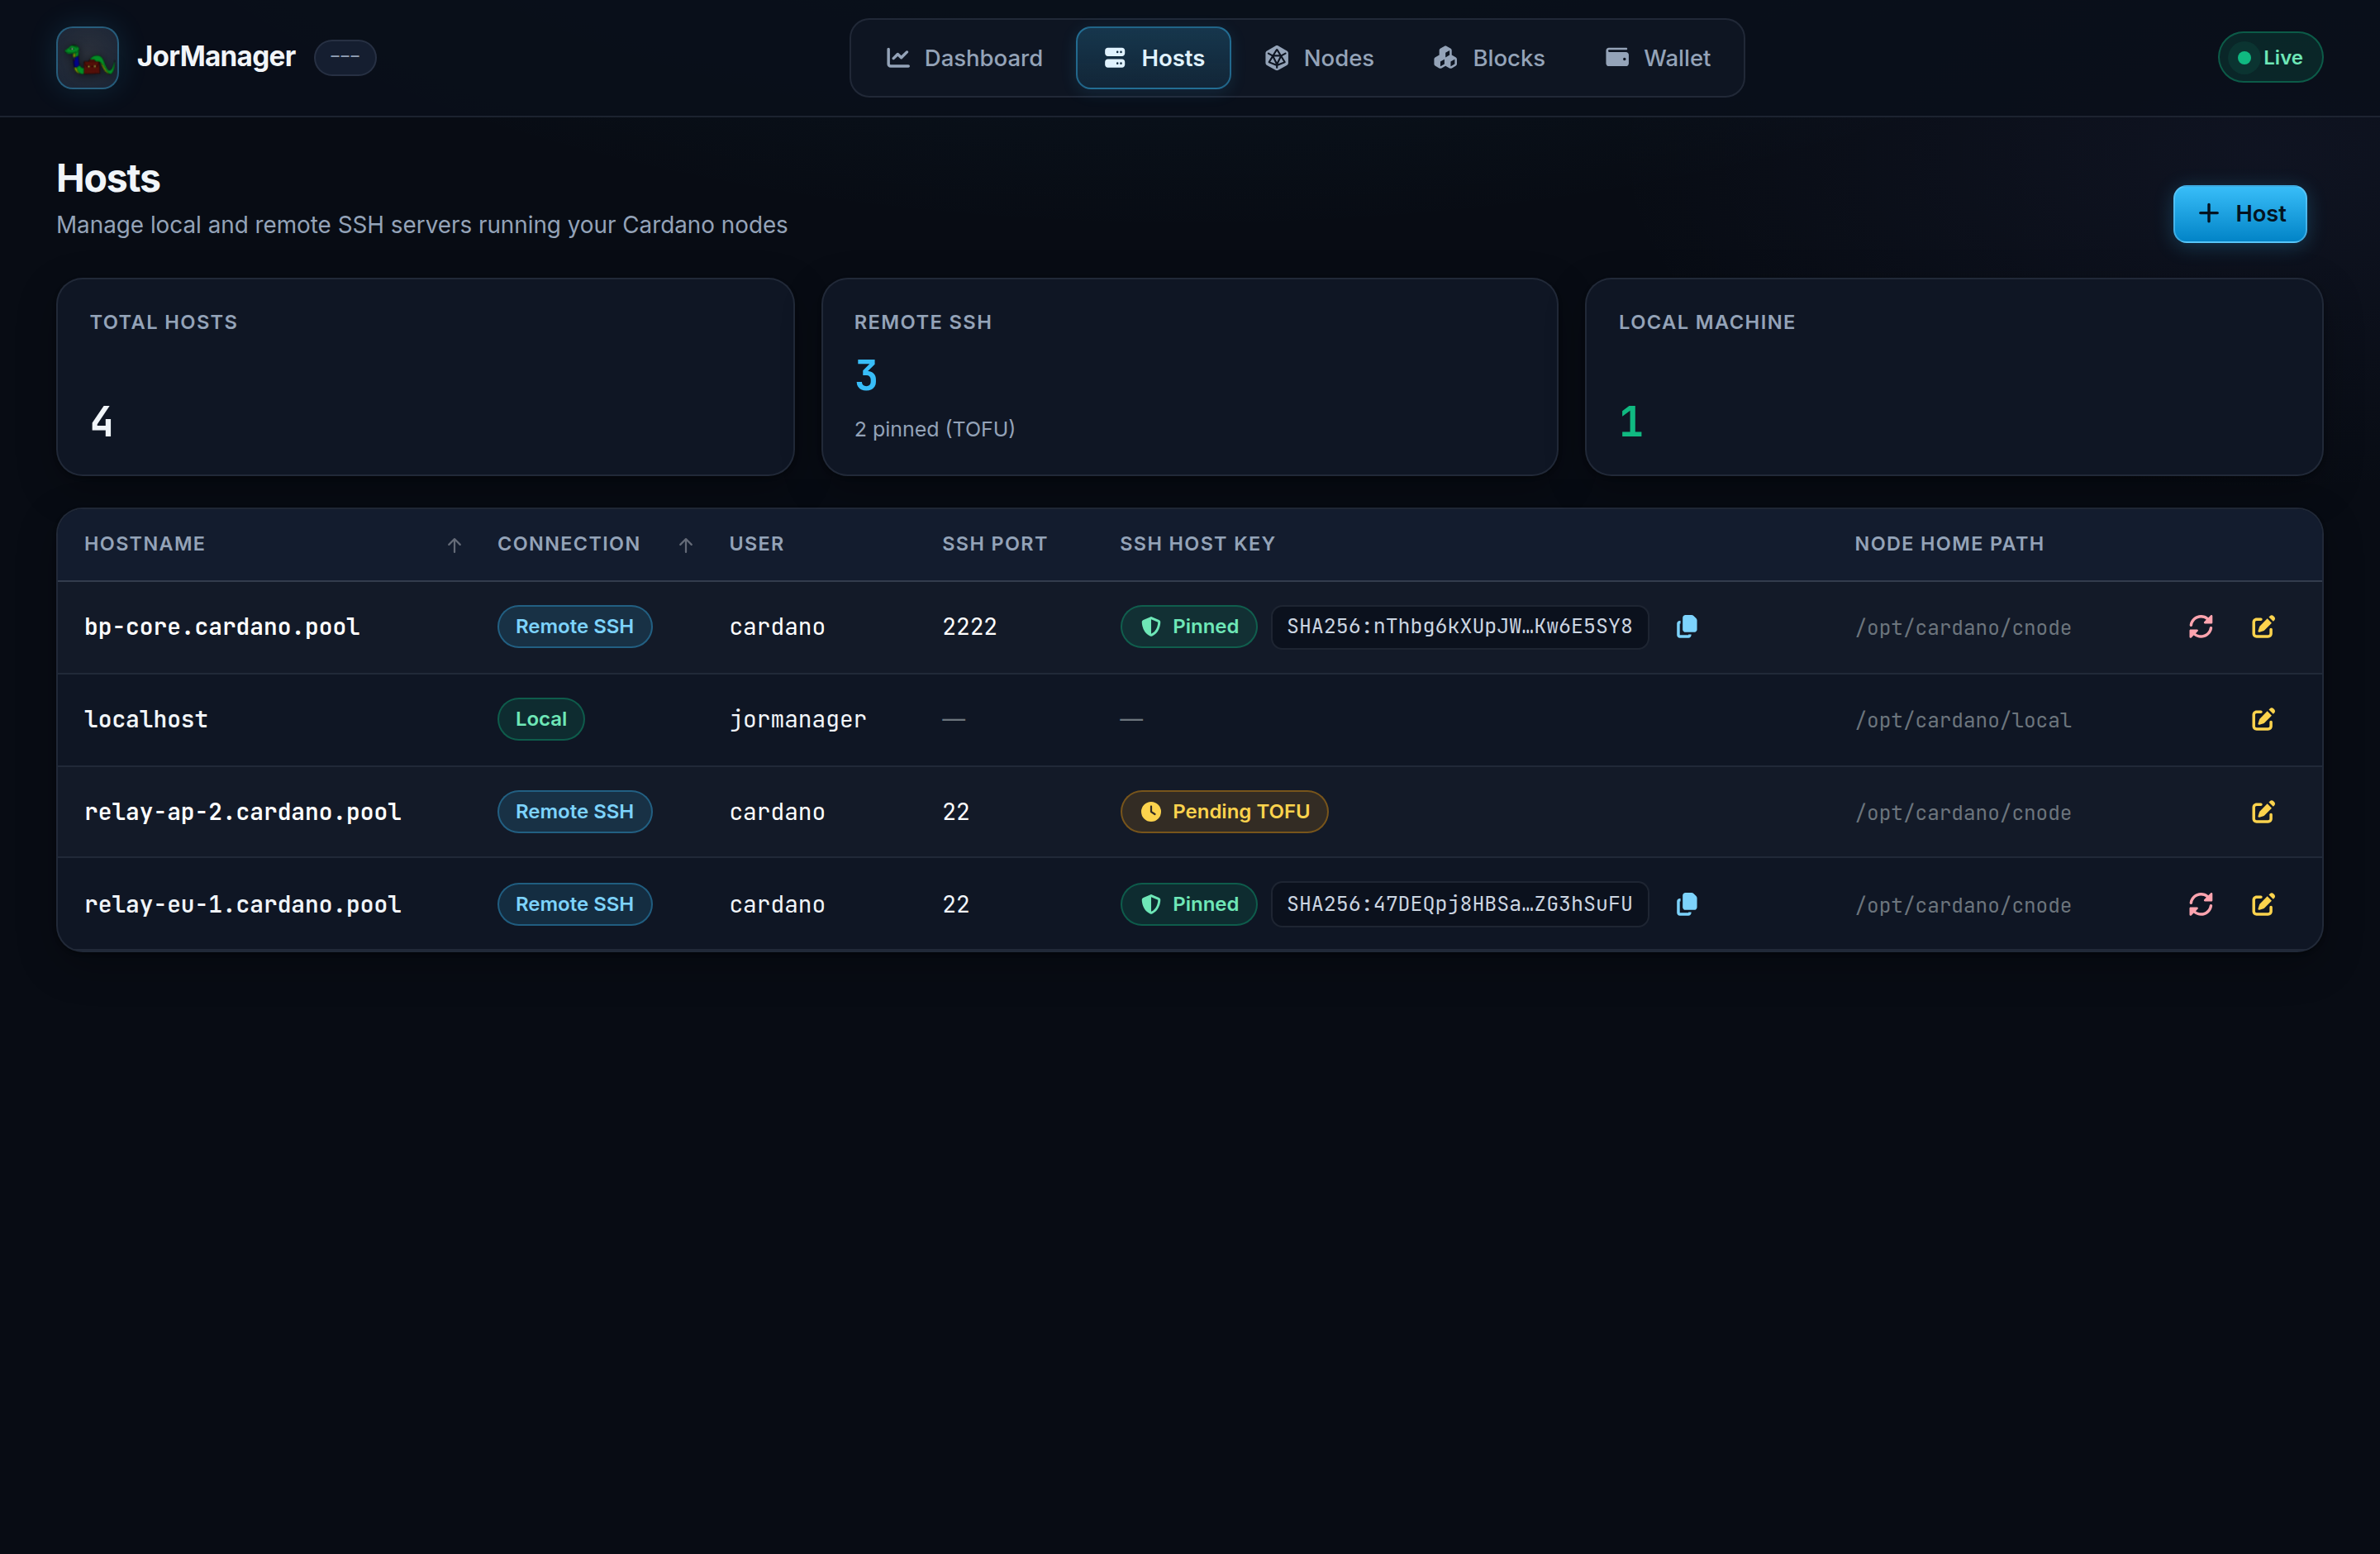 JorManager
---
Dashboard
Hosts
Nodes
Blocks
Wallet
Live
Hosts
Manage local and remote SSH servers running your Cardano nodes
+ Host
TOTAL HOSTS
4
REMOTE SSH
3
2 pinned (TOFU)
LOCAL MACHINE
1
HOSTNAME ↑ CONNECTION ↑ USER SSH PORT SSH HOST KEY NODE HOME PATH
bp-core.cardano.pool Remote SSH cardano 2222 Pinned SHA256:nThbg6kXUpJW…Kw6E5SY8 /opt/cardano/cnode
localhost Local jormanager — — /opt/cardano/local
relay-ap-2.cardano.pool Remote SSH cardano 22 Pending TOFU /opt/cardano/cnode
relay-eu-1.cardano.pool Remote SSH cardano 22 Pinned SHA256:47DEQpj8HBSa…ZG3hSuFU /opt/cardano/cnode